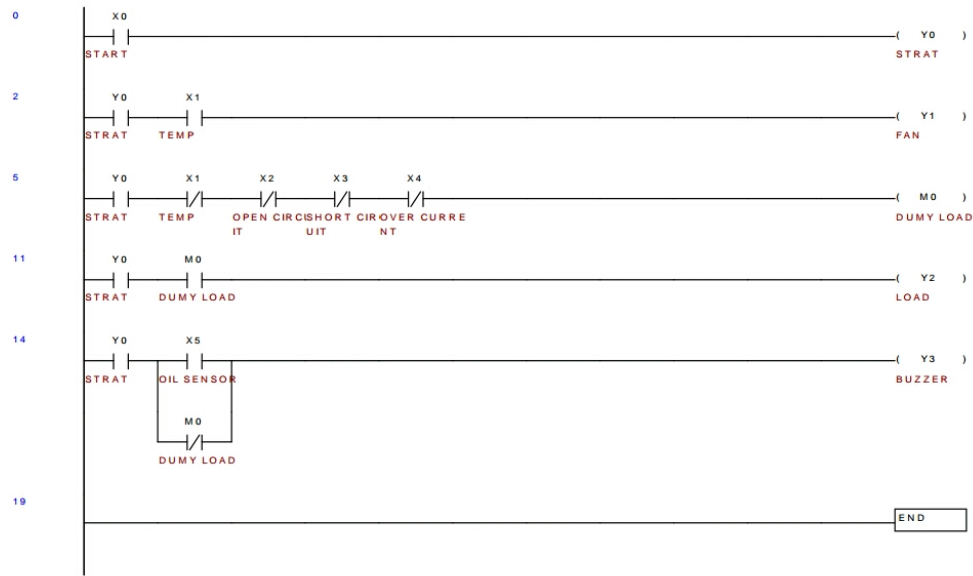 0 X0
( Y0 )
START STRAT
2 Y0 X1
( Y1 )
STRAT TEMP FAN
5 Y0 X1 X2 X3 X4
( M0 )
STRAT TEMP OPEN CIRCISHORT CIROVER CURRE DUMY LOAD
IT UIT NT
11 Y0 M0
( Y2 )
STRAT DUMY LOAD LOAD
14 Y0 X5
( Y3 )
STRAT OIL SENSOR BUZZER
M0
DUMY LOAD
19
END